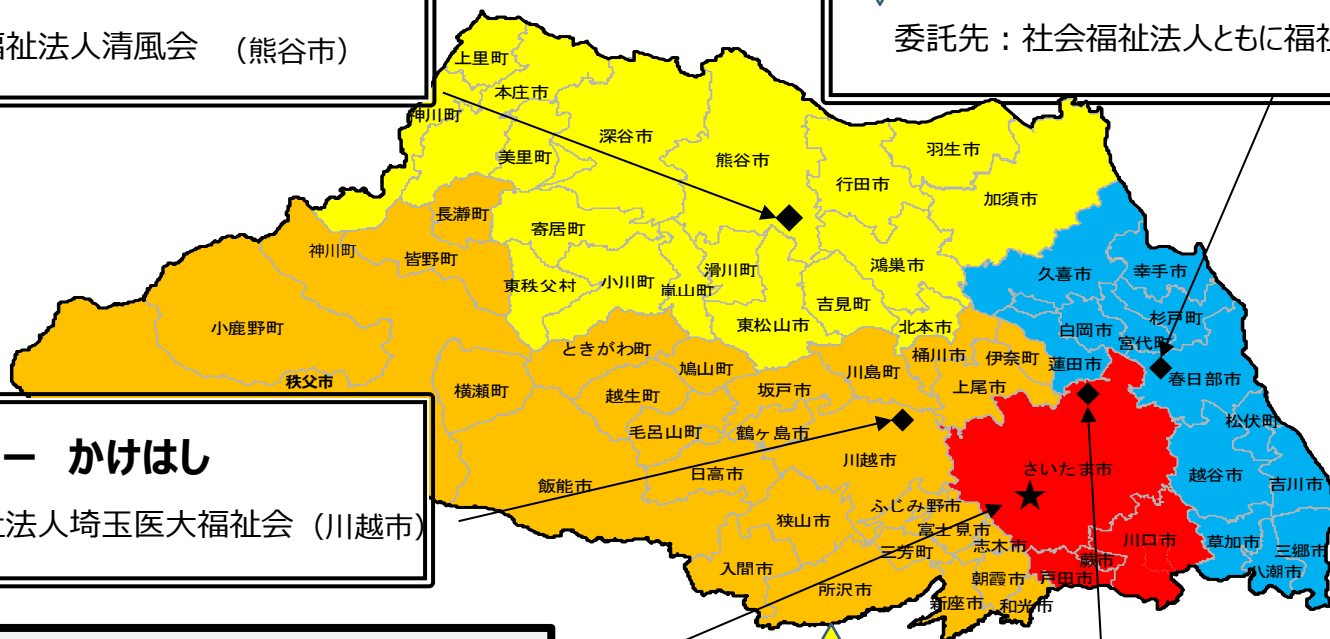 福祉法人清風会 （熊谷市）
委託先：社会福祉法人ともに福祉
上里町
本庄市
神川町
深谷市
美里町
熊谷市
羽生市
行田市
加須市
長瀞町
寄居町
神川町
皆野町
東秩父村
小川町
嵐山町
滑川町
鴻巣市
吉見町
久喜市
幸手市
小鹿野町
東松山市
北本市
白岡市
杉戸町
宮代町
ときがわ町
鳩山町
川島町
桶川市
伊奈町
蓮田市
秩父市
横瀬町
越生町
坂戸市
上尾市
春日部市
毛呂山町
鶴ヶ島市
松伏町
ー かけはし
日高市
川越市
さいたま市
越谷市
吉川市
飯能市
法人埼玉医大福祉会（川越市）
狭山市
ふじみ野市
富士見市
志木市
川口市
草加市
三郷市
三芳町
蕨市
八潮市
入間市
所沢市
朝霞市
戸田市
新座市
和光市